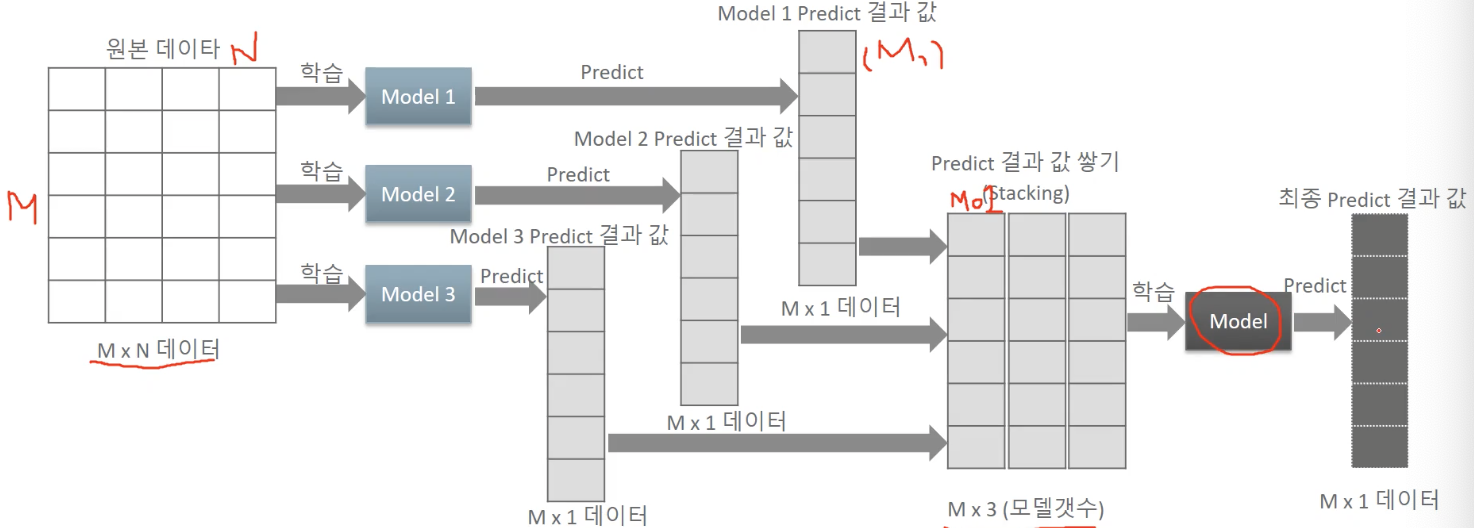 Model 1 Predict 결과 값
원본 데이타 N
(M,)
학습
Model 1
Predict
Model 2 Predict 결과 값
학습
Model 2
Predict
Predict 결과 값 쌓기
(Stacking)
최종 Predict 결과 값
M
Model 3 Predict 결과 값
학습
Model 3
Predict
M x 1 데이터
학습
Model
Predict
M x N 데이터
M x 1 데이터
M x 1 데이터
M x 3 (모델갯수)
M x 1 데이터